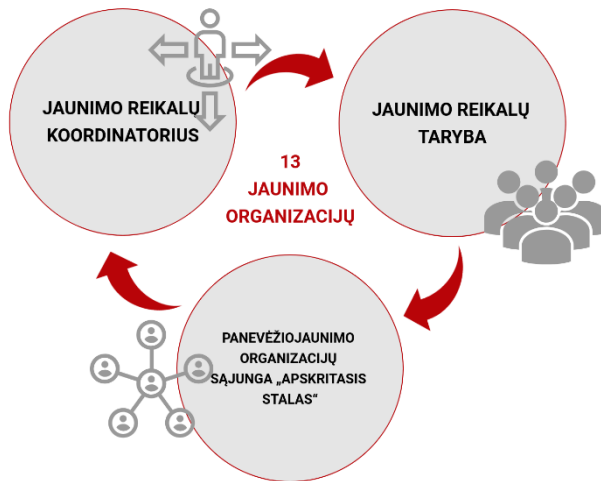 JAUNIMO REIKALŲ
KOORDINATORIUS
JAUNIMO REIKALŲ
TARYBA
13
JAUNIMO
ORGANIZACIJŲ
PANEVĖŽIOJAUNIMO
ORGANIZACIJŲ
SĄJUNGA „APSKRITASIS
STALAS“